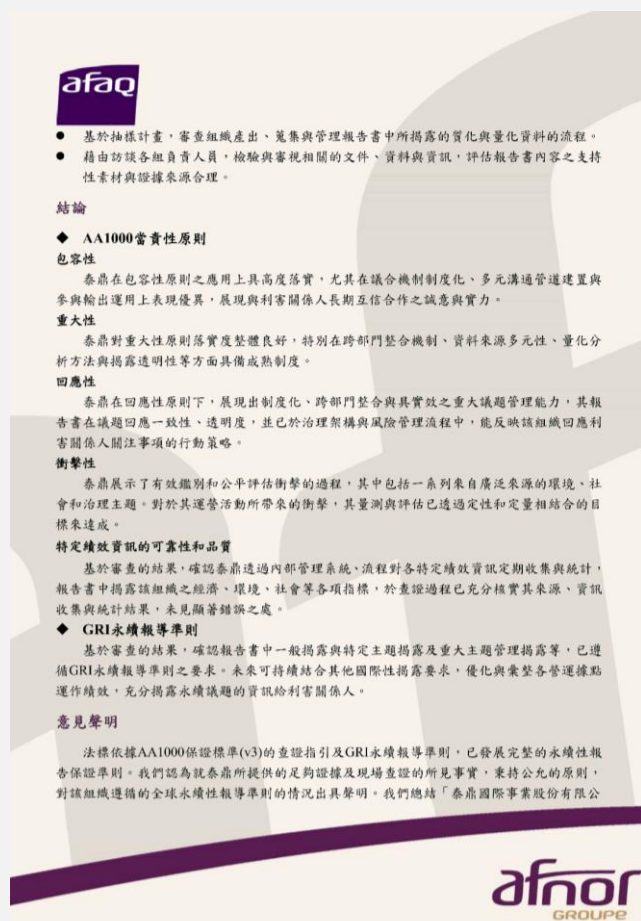 afaq
● 基於抽樣計畫，審查組織產出、蒐集與管理報告書中所揭露的質化與量化資料的流程。
● 藉由訪談各組負責人員，檢驗與審視相關的文件、資料與資訊，評估報告書內容之支持
性素材與證據來源合理。
結論
◆ AA1000當責性原則
包容性
泰鼎在包容性原則之應用上具高度落實，尤其在議合機制制度化、多元溝通管道建置與
參與輸出運用上表現優異，展現與利害關係人長期互信合作之誠意與實力。
重大性
泰鼎對重大性原則落實度整體良好，特別在跨部門整合機制、資料來源多元性、量化分
析方法與揭露透明性等方面具備成熟制度。
回應性
泰鼎在回應性原則下，展現出制度化、跨部門整合與具實效之重大議題管理能力，其報
告書在議題回應一致性、透明度，並已於治理架構與風險管理流程中，能反映該組織回應利
害關係人關注事項的行動策略。
衝擊性
泰鼎展示了有效鑑別和公平評估衝擊的過程，其中包括一系列來自廣泛來源的環境、社
會和治理主題。對於其運營活動所帶來的衝擊，其量測與評估已透過定性和定量相結合的目
標來達成。
特定績效資訊的可靠性和品質
基於審查的結果，確認泰鼎透過內部管理系統、流程對各特定績效資訊定期收集與統計，
報告書中揭露該組織之經濟、環境、社會等各項指標，於查證過程已充分核實其來源、資訊
收集與統計結果，未見顯著錯誤之處。
◆ GRI永續報導準則
基於審查的結果，確認報告書中一般揭露與特定主題揭露及重大主題管理揭露等，已遵
循GRI永續報導準則之要求。未來可持續結合其他國際性揭露要求，優化與彙整各營運據點
運作績效，充分揭露永續議題的資訊給利害關係人。
意見聲明
法標依據AA1000保證標準(v3)的查證指引及GRI永續報導準則，已發展完整的永續性報
告保證準則。我們認為就泰鼎所提供的足夠證據及現場查證的所見事實，秉持公允的原則，
對該組織遵循的全球永續性報導準則的情況出具聲明。我們總結「泰鼎國際事業股份有限公
afnor
GROUPE